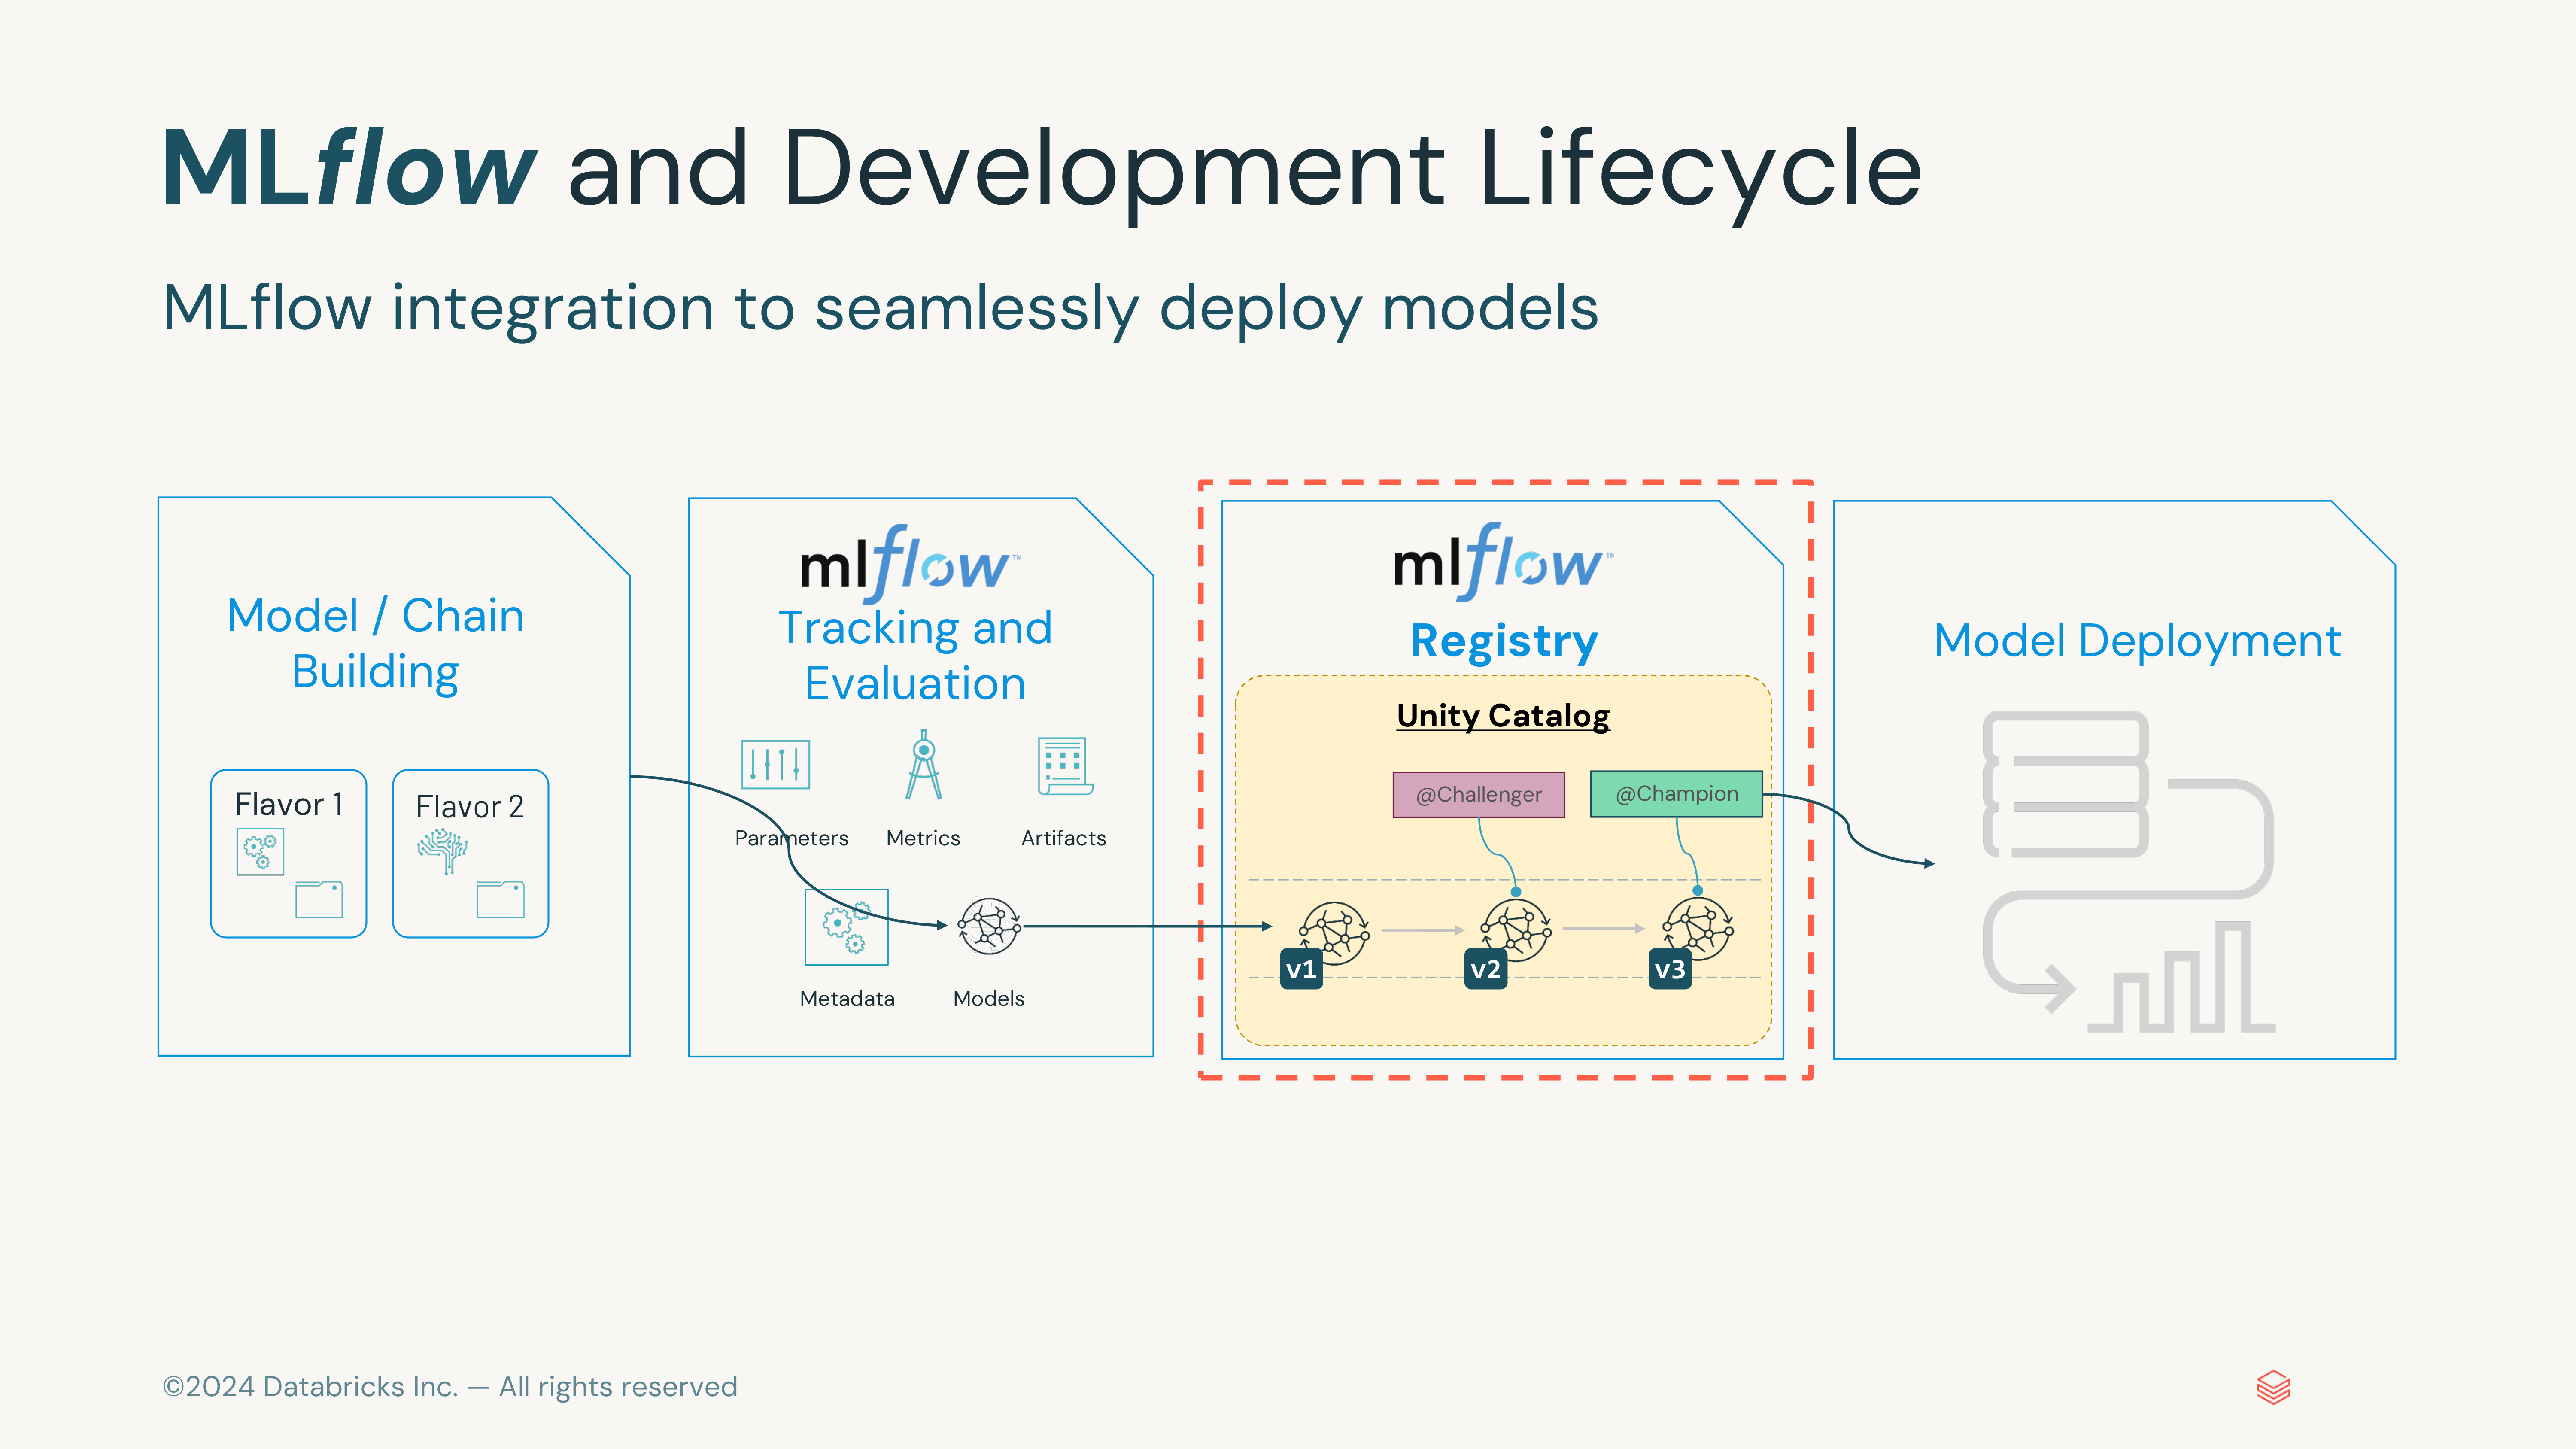 MLflow and Development Lifecycle
MLflow integration to seamlessly deploy models
Model / Chain
Building
Flavor 1
Flavor 2
mlflow™
Tracking and
Evaluation
Parameters
Metrics
Artifacts
Metadata
Models
mlflow™
Registry
Unity Catalog
@Challenger
@Champion
v1
v2
v3
Model Deployment
©2024 Databricks Inc. — All rights reserved